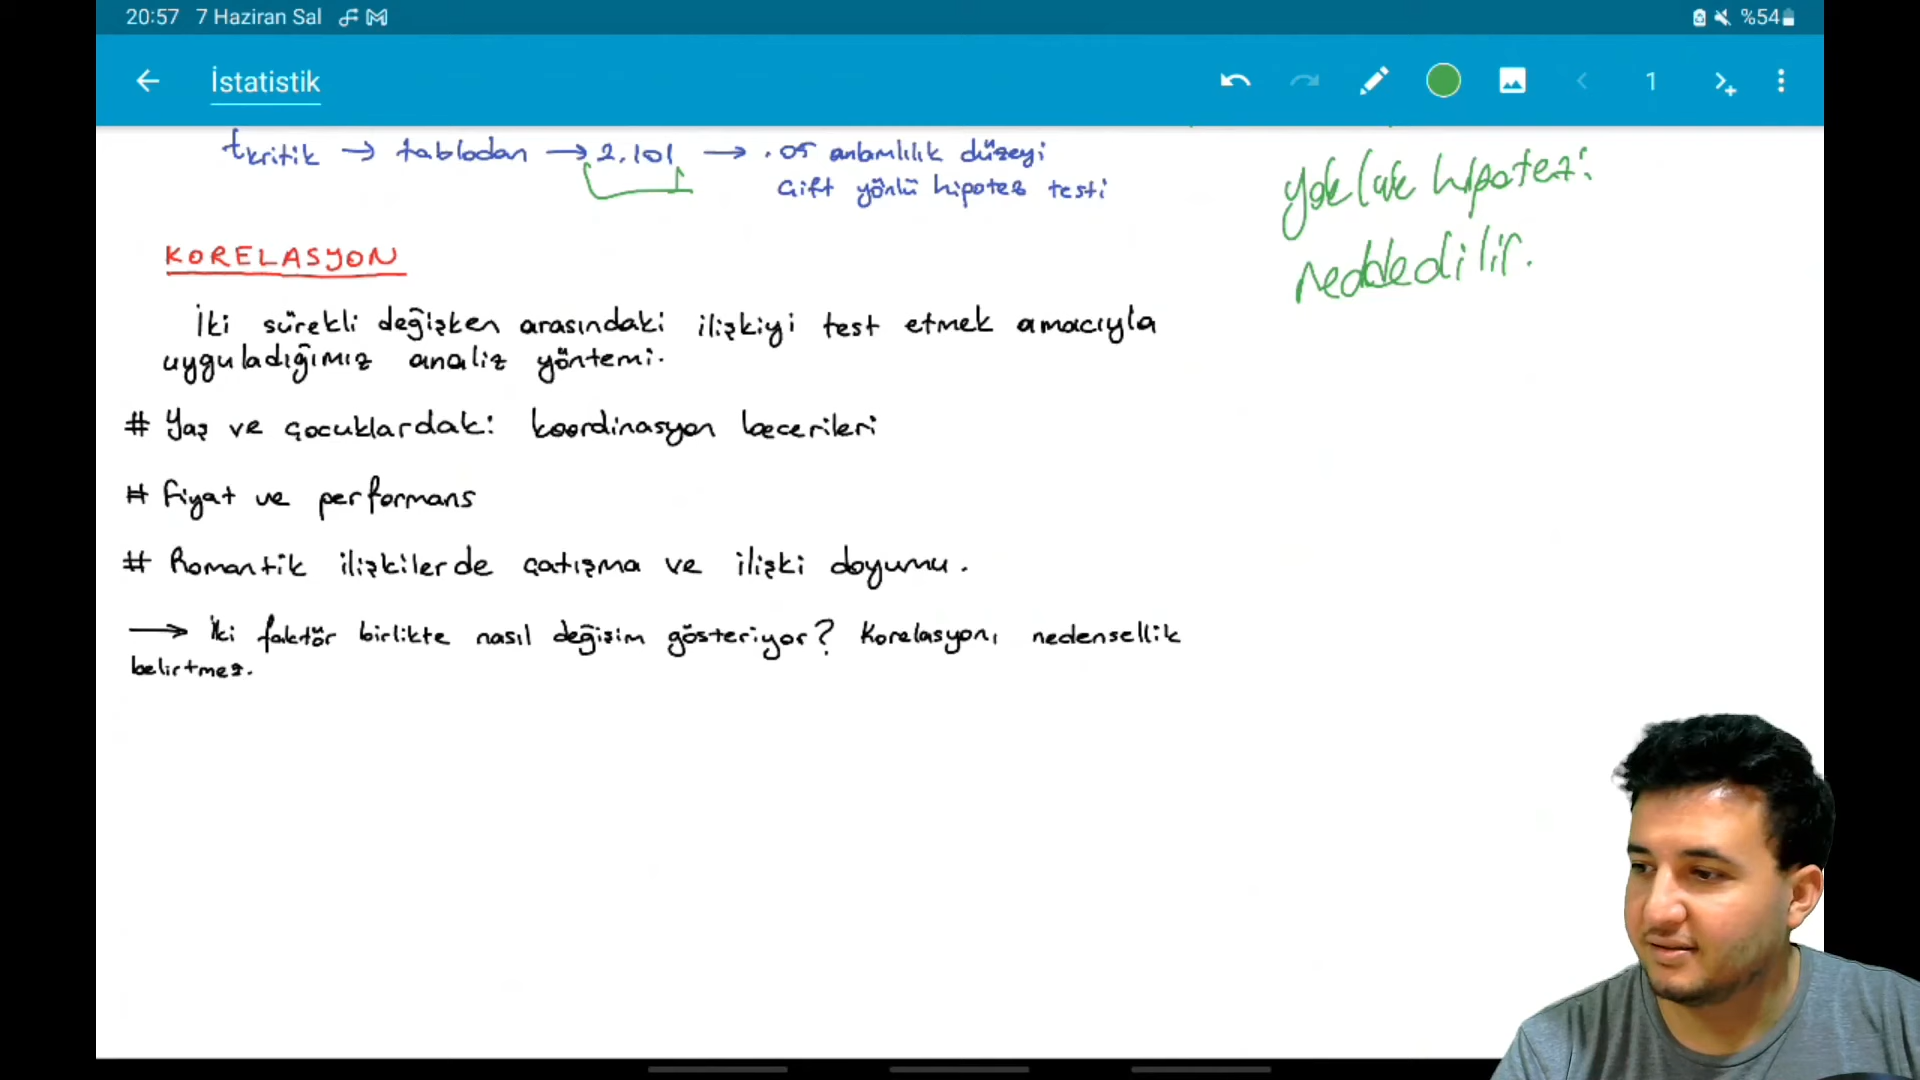 20:57 7 Haziran Sal %54
İstatistik 1
tkritik → tablodan → 2.101 → .05 anlamlılık düzeyi
Çift yönlü hipotez testi
yokluk hipotezi
reddedilir.
KORELASYON
İki sürekli değişken arasındaki ilişkiyi test etmek amacıyla
uyguladığımız analiz yöntemi.
# Yaş ve çocuklardaki koordinasyon becerileri
# Fiyat ve performans
# Romantik ilişkilerde çatışma ve ilişki doyumu.
→ İki faktör birlikte nasıl değişim gösteriyor? Korelasyon, nedensellik
belirtmez.